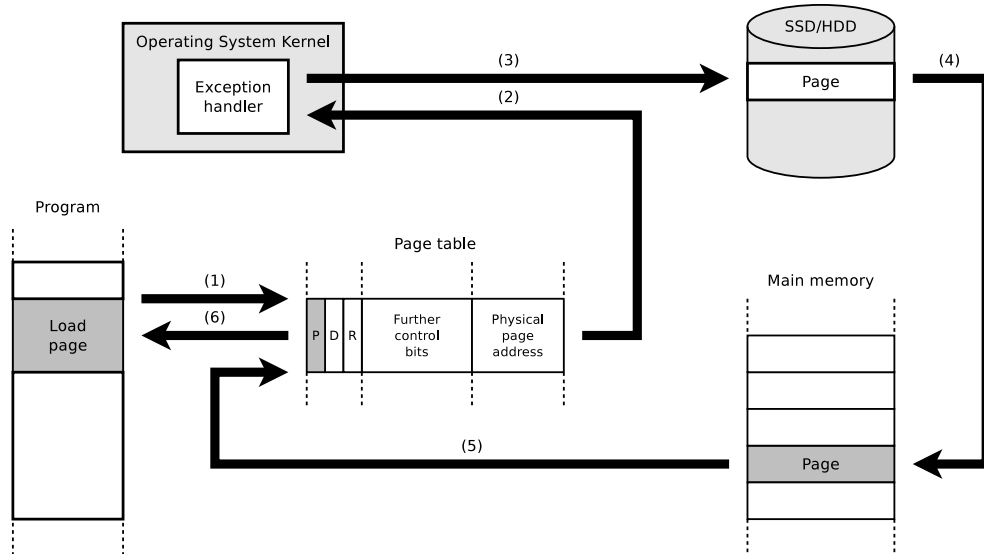 Operating System Kernel
Exception
handler
(3)
(2)
SSD/HDD
Page
(4)
Program
Load
page
(1)
(6)
Page table
P
D
R
Further
control
bits
Physical
page
address
(5)
Main memory
Page